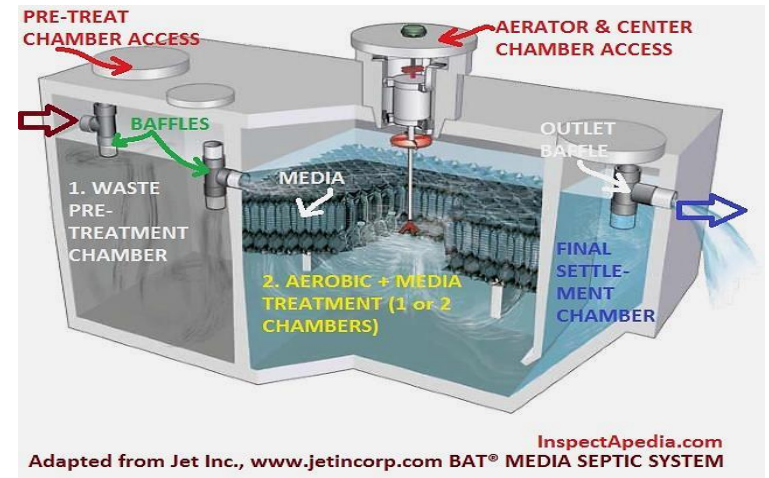 PRE-TREAT
CHAMBER ACCESS
AERATOR & CENTER
CHAMBER ACCESS
BAFFLES
OUTLET
BAFFLE
MEDIA
1. WASTE
PRE-
TREATMENT
CHAMBER
2. AEROBIC + MEDIA
TREATMENT (1 or 2
CHAMBERS)
FINAL
SETTLE-
MENT
CHAMBER
InspectApedia.com
Adapted from Jet Inc., www.jetincorp.com BAT® MEDIA SEPTIC SYSTEM